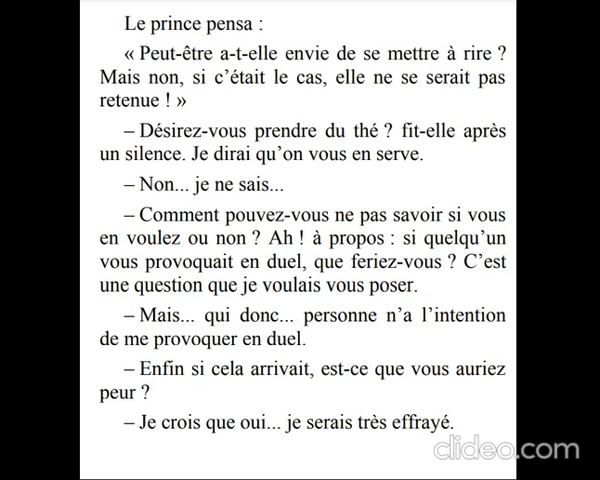 Le prince pensa :
« Peut-être a-t-elle envie de se mettre à rire ?
Mais non, si c’était le cas, elle ne se serait pas
retenue ! »
– Désirez-vous prendre du thé ? fit-elle après
un silence. Je dirai qu’on vous en serve.
– Non... je ne sais...
– Comment pouvez-vous ne pas savoir si vous
en voulez ou non ? Ah ! à propos : si quelqu’un
vous provoquait en duel, que feriez-vous ? C’est
une question que je voulais vous poser.
– Mais... qui donc... personne n’a l’intention
de me provoquer en duel.
– Enfin si cela arrivait, est-ce que vous auriez
peur ?
– Je crois que oui... je serais très effrayé.
clideo.com